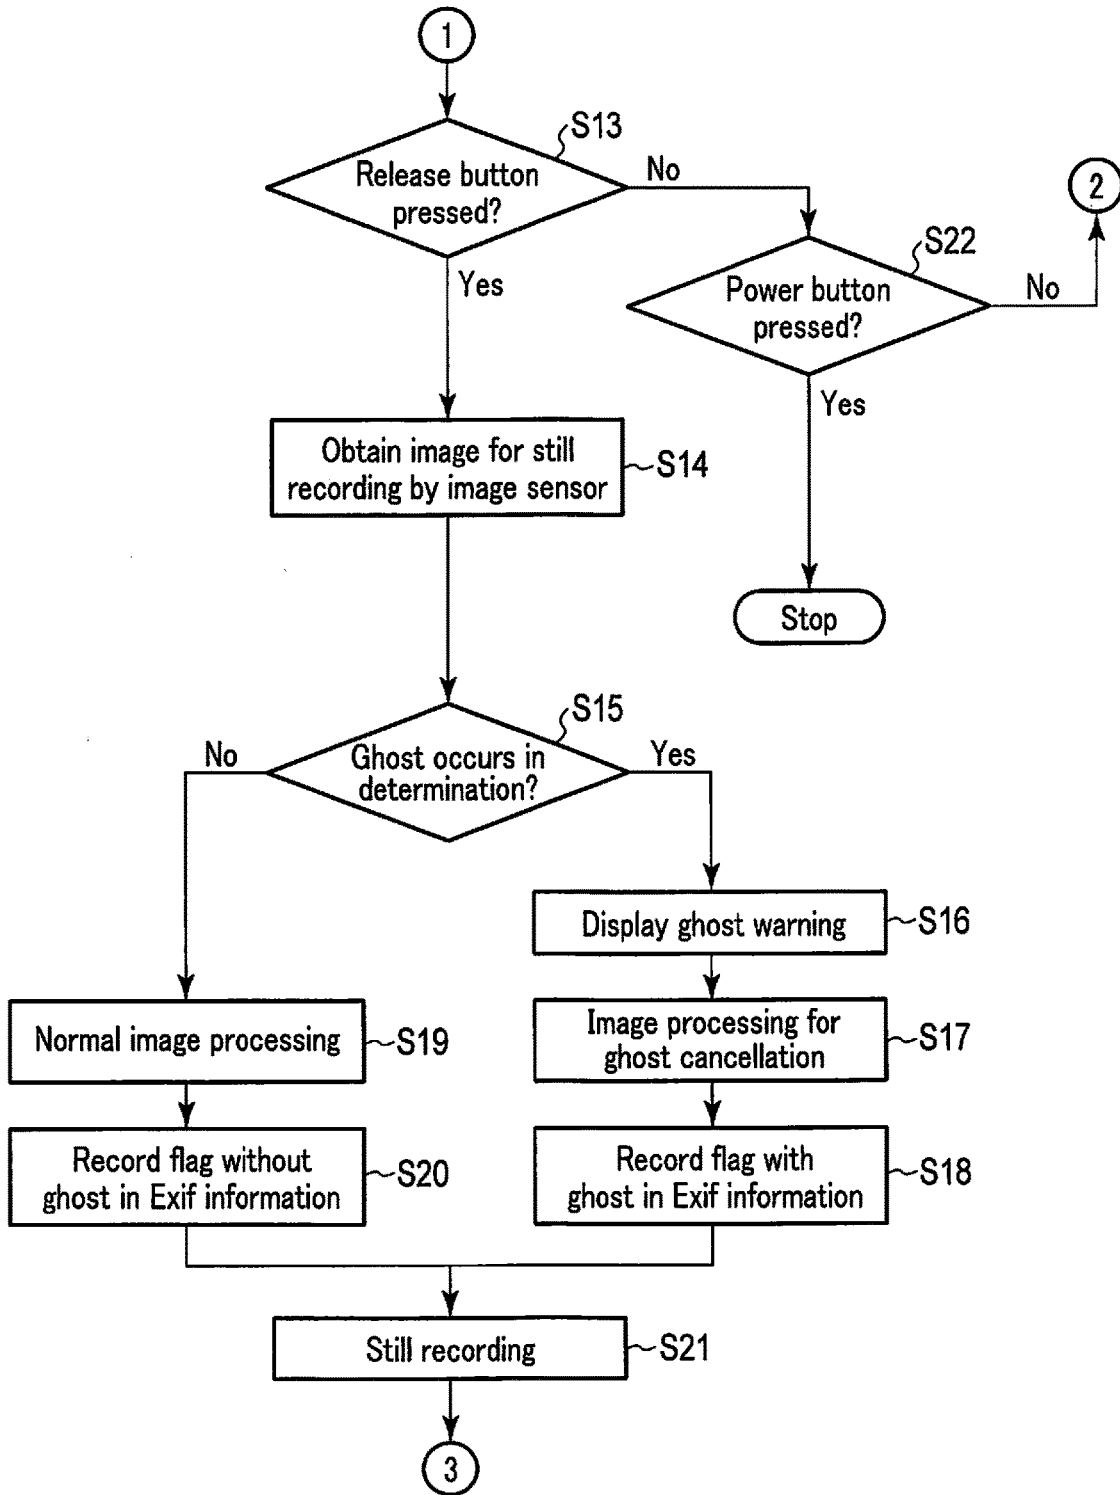 1
S13
Release button
pressed?
No
Yes
2
S22
Power button
pressed?
No
Yes
Obtain image for still
recording by image sensor
S14
Stop
S15
Ghost occurs in
determination?
No
Yes
Display ghost warning
S16
Normal image processing
S19
Image processing for
ghost cancellation
S17
Record flag without
ghost in Exif information
S20
Record flag with
ghost in Exif information
S18
Still recording
S21
3